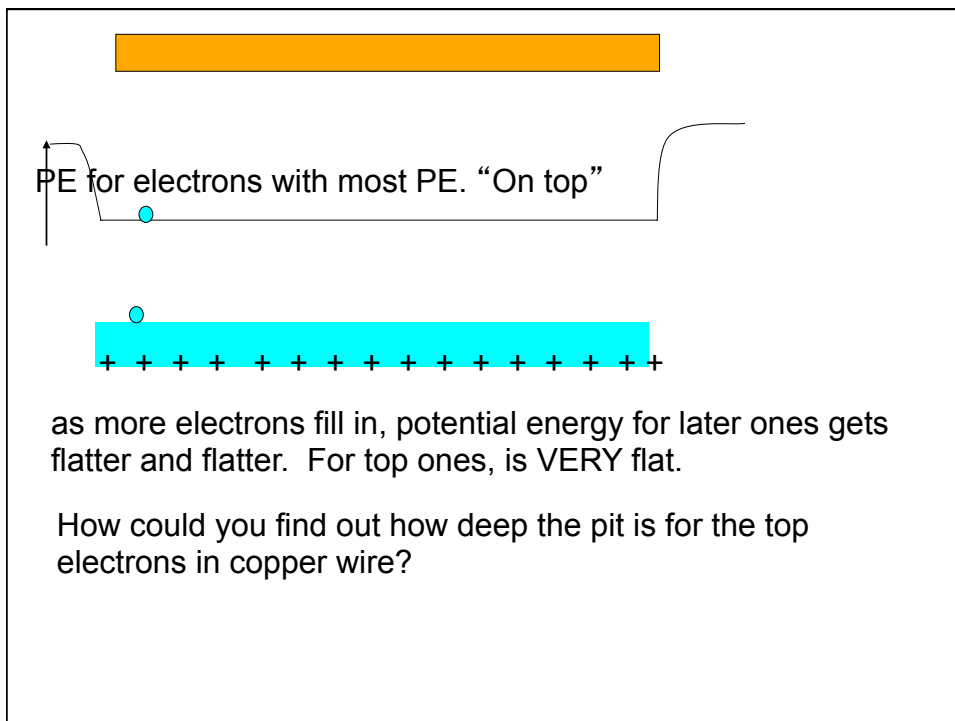 PE for electrons with most PE. “On top”
+ + + + + + + + + + + + + + + +
as more electrons fill in, potential energy for later ones gets
flatter and flatter.  For top ones, is VERY flat.
How could you find out how deep the pit is for the top
electrons in copper wire?